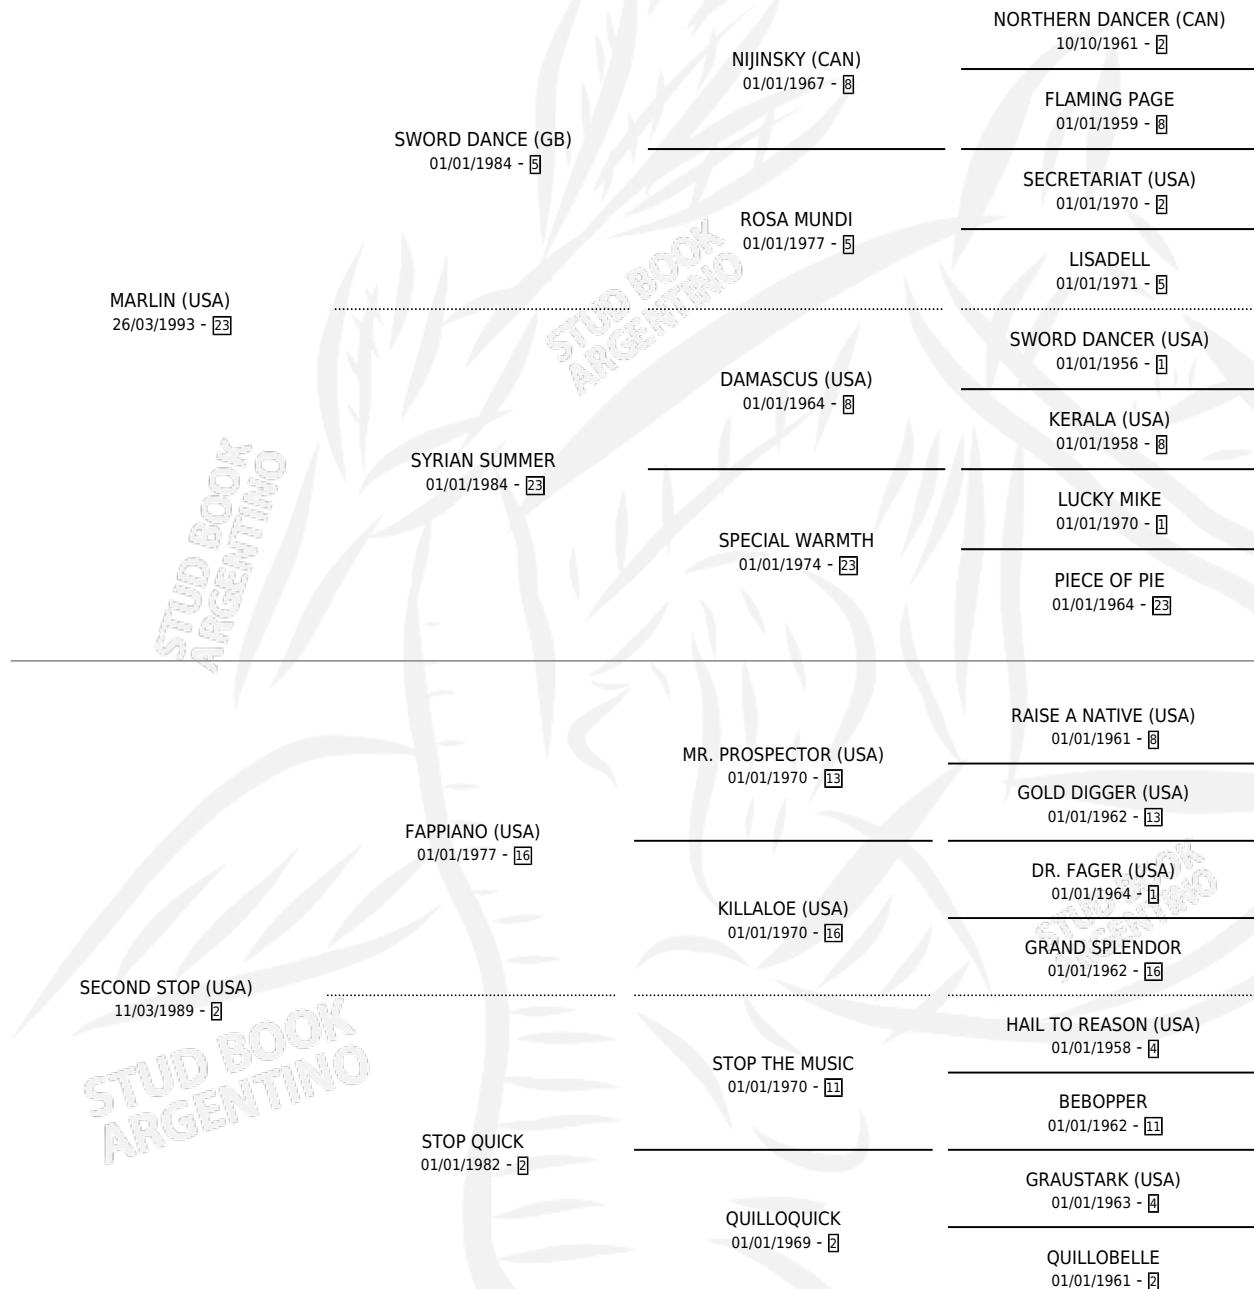 MARLIN (USA)
26/03/1993 - 23
SWORD DANCE (GB)
01/01/1984 - 5
NIJINSKY (CAN)
01/01/1967 - 8
NORTHERN DANCER (CAN)
10/10/1961 - 2
FLAMING PAGE
01/01/1959 - 8
ROSA MUNDI
01/01/1977 - 5
SECRETARIAT (USA)
01/01/1970 - 2
LISADELL
01/01/1971 - 5
SYRIAN SUMMER
01/01/1984 - 23
DAMASCUS (USA)
01/01/1964 - 8
SWORD DANCER (USA)
01/01/1956 - 1
KERALA (USA)
01/01/1958 - 8
SPECIAL WARMTH
01/01/1974 - 23
LUCKY MIKE
01/01/1970 - 1
PIECE OF PIE
01/01/1964 - 23
SECOND STOP (USA)
11/03/1989 - 2
FAPPIANO (USA)
01/01/1977 - 16
MR. PROSPECTOR (USA)
01/01/1970 - 13
RAISE A NATIVE (USA)
01/01/1961 - 8
GOLD DIGGER (USA)
01/01/1962 - 13
KILLALOE (USA)
01/01/1970 - 16
DR. FAGER (USA)
01/01/1964 - 1
GRAND SPLENDOR
01/01/1962 - 16
STOP QUICK
01/01/1982 - 2
STOP THE MUSIC
01/01/1970 - 11
HAIL TO REASON (USA)
01/01/1958 - 4
BEBOPPER
01/01/1962 - 11
QUILLOQUICK
01/01/1969 - 2
GRAUSTARK (USA)
01/01/1963 - 4
QUILLOBELLE
01/01/1961 - 2
STUD BOOK
ARGENTINO
STUD BOOK
ARGENTINO
STUD BOOK
ARGENTINO
STUD BOOK
ARGENTINO